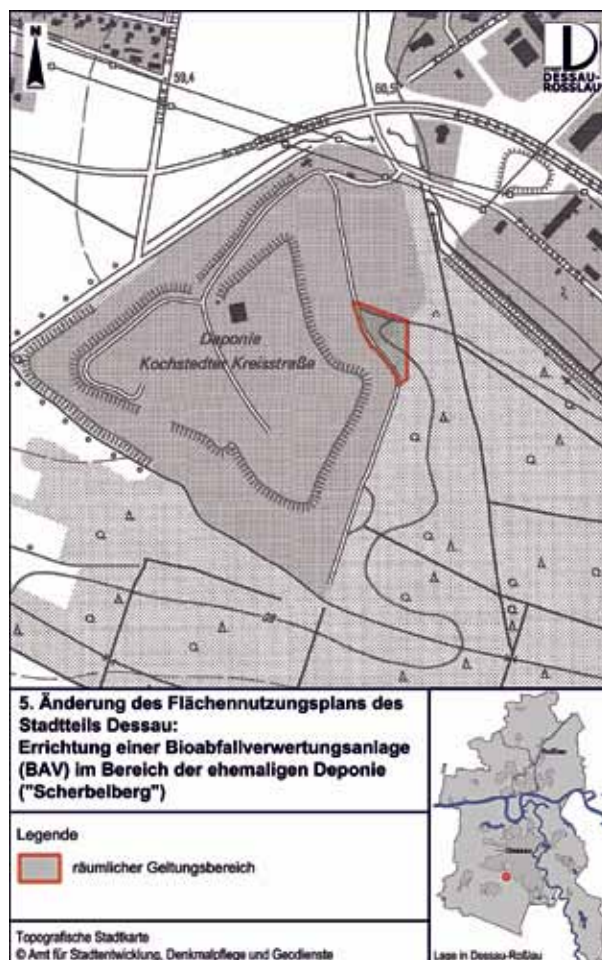 N
59,4
60,5
DESSAU-
ROSSLAU
Deponie
Kochstedter Kreisstraße
5. Änderung des Flächennutzungsplans des
Stadtteils Dessau:
Errichtung einer Bioabfallverwertungsanlage
(BAV) im Bereich der ehemaligen Deponie
("Scherbelberg")
Legende
räumlicher Geltungsbereich
Topografische Stadtkarte
© Amt für Stadtentwicklung, Denkmalpflege und Geodienste
Dessau
Lage in Dessau-Roßlau